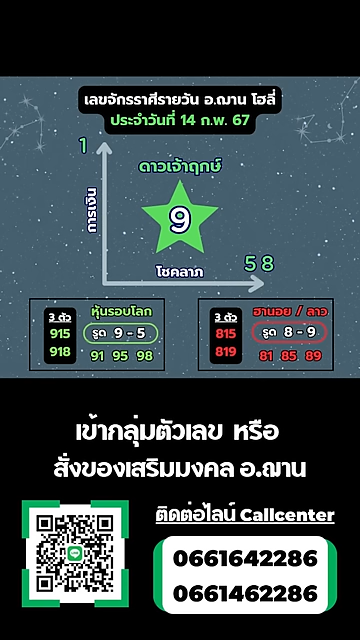 เลขจักรราศีรายวัน อ.ฌาน โฮลี่
ประจำวันที่ 14 ก.พ. 67
1
ดาวเจ้าฤกษ์
การเงิน
9
โชคลาภ
5 8
3 ตัว
915
918
หุ้นรอบโลก
รูด 9 - 5
91 95 98
3 ตัว
815
819
ฮานอย / ลาว
รูด 8 - 9
81 85 89
เข้ากลุ่มตัวเลข หรือ
สั่งของเสริมมงคล อ.ฌาน
ติดต่อไลน์ Callcenter
0661642286
0661462286